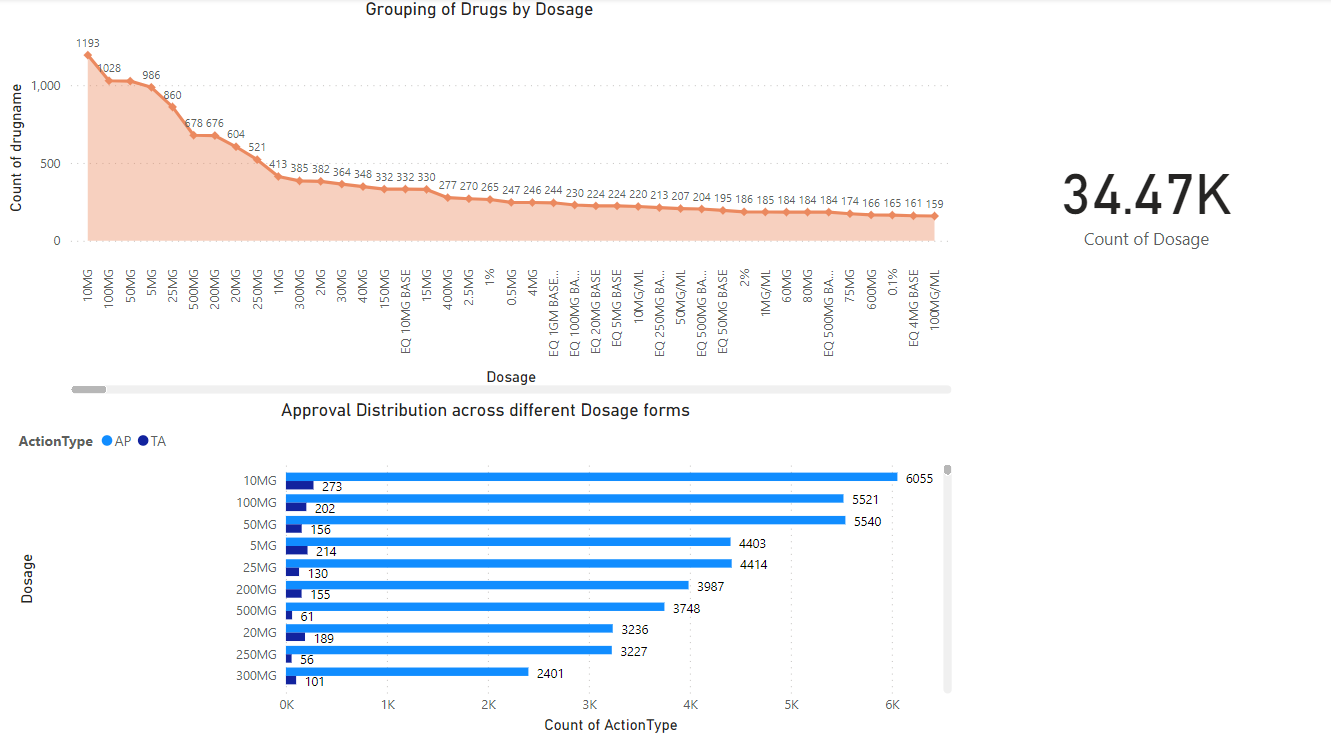 Grouping of Drugs by Dosage
Count of drugname
1,000
500
0
1193
1028
986
860
678 676
604
521
413 385 382 364 348 332 332 330 277 270 265 247 246 244 230 224 224 220 213 207 204 195 186 185 184 184 184 174 166 165 161 159
10MG
100MG
50MG
5MG
25MG
500MG
200MG
20MG
250MG
1MG
300MG
2MG
30MG
40MG
150MG
EQ 10MG BASE
15MG
400MG
2.5MG
1%
0.5MG
4MG
EQ 1GM BASE...
EQ 100MG BA...
EQ 20MG BASE
EQ 5MG BASE
10MG/ML
EQ 250MG BA...
50MG/ML
EQ 500MG BA...
EQ 50MG BASE
2%
1MG/ML
60MG
80MG
EQ 500MG BA...
75MG
600MG
0.1%
EQ 4MG BASE
100MG/ML
Dosage
34.47K
Count of Dosage
Approval Distribution across different Dosage forms
ActionType AP TA
Dosage
10MG 6055
273
100MG 5521
202
50MG 5540
156
5MG 4403
214
25MG 4414
130
200MG 3987
155
500MG 3748
61
20MG 3236
189
250MG 3227
56
300MG 2401
101
0K 1K 2K 3K 4K 5K 6K
Count of ActionType